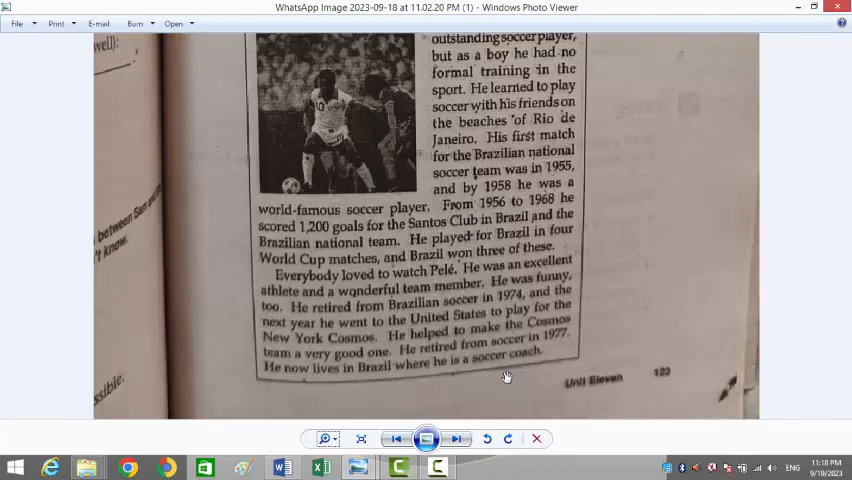 WhatsApp Image 2023-09-18 at 11.02.20 PM (1) - Windows Photo Viewer
File Print E-mail Burn Open
well):
outstanding soccer player,
but as a boy he had no
formal training in the
sport. He learned to play
soccer with his friends on
the beaches of Rio de
Janeiro. His first match
for the Brazilian national
soccer team was in 1955,
and by 1958 he was a
world-famous soccer player. From 1956 to 1968 he
scored 1,200 goals for the Santos Club in Brazil and the
Brazilian national team. He played for Brazil in four
World Cup matches, and Brazil won three of these.
Everybody loved to watch Pelé. He was an excellent
athlete and a wonderful team member. He was funny,
too. He retired from Brazilian soccer in 1974, and the
next year he went to the United States to play for the
New York Cosmos. He helped to make the Cosmos
team a very good one. He retired from soccer in 1977.
He now lives in Brazil where he is a soccer coach.
between Sam and
't know.
ssible.
Unit Eleven 123
ENG
11:18 PM
9/19/2023